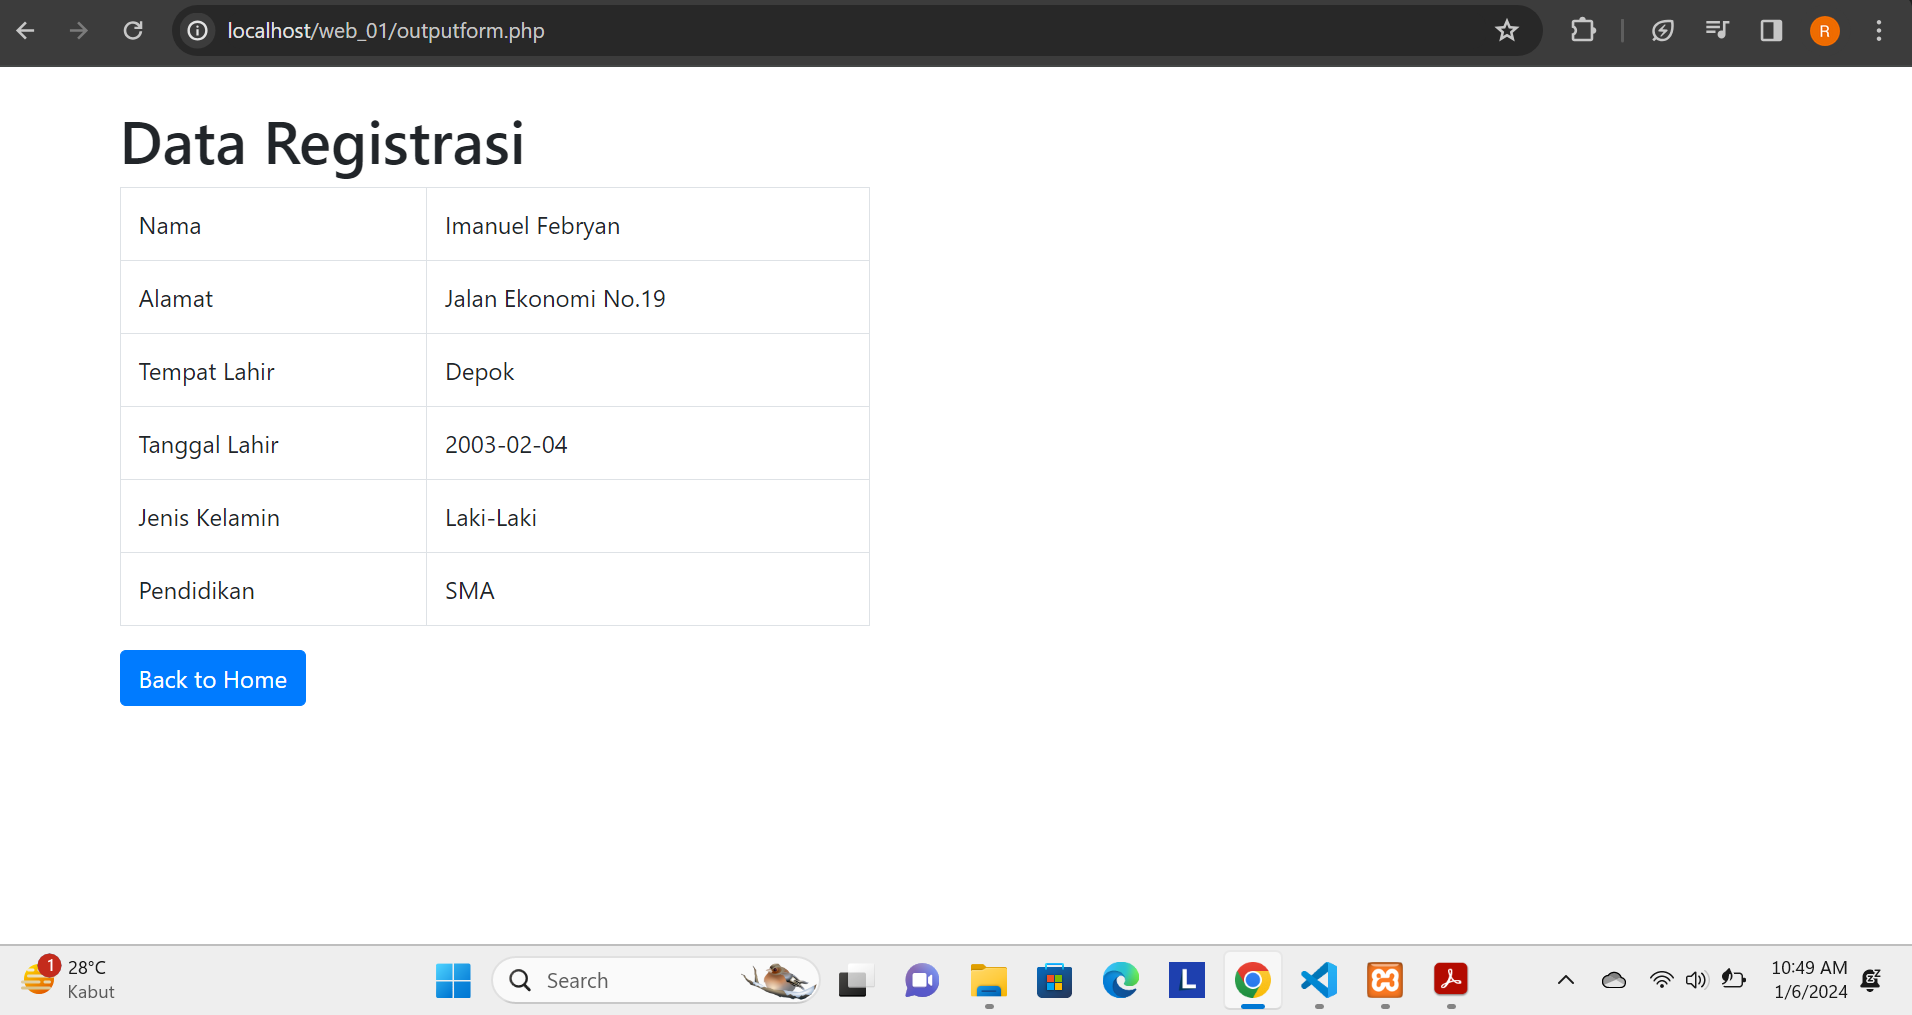 localhost/web_01/outputform.php
R
Data Registrasi
Nama Imanuel Febryan
Alamat Jalan Ekonomi No.19
Tempat Lahir Depok
Tanggal Lahir 2003-02-04
Jenis Kelamin Laki-Laki
Pendidikan SMA
Back to Home
1
28°C
Kabut
Search
L
10:49 AM
1/6/2024